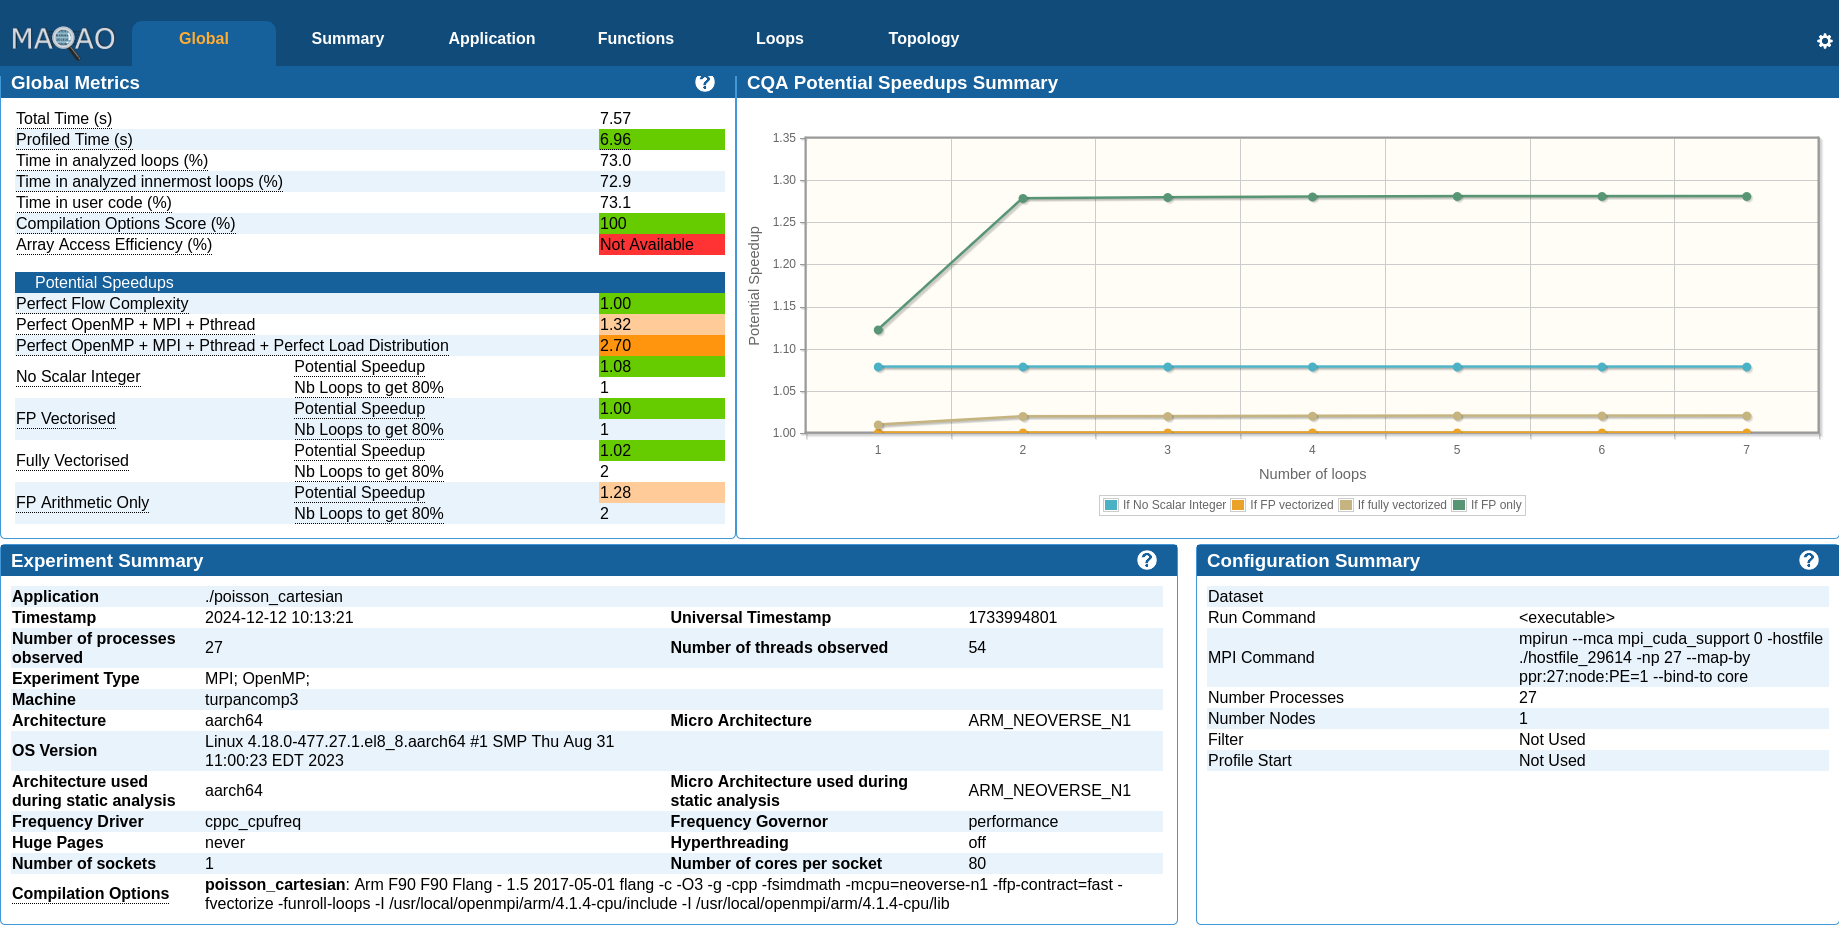 MAQAO Global Summary Application Functions Loops Topology
Global Metrics ?
Total Time (s) 7.57
Profiled Time (s) 6.96
Time in analyzed loops (%) 73.0
Time in analyzed innermost loops (%) 72.9
Time in user code (%) 73.1
Compilation Options Score (%) 100
Array Access Efficiency (%) Not Available
Potential Speedups
Perfect Flow Complexity 1.00
Perfect OpenMP + MPI + Pthread 1.32
Perfect OpenMP + MPI + Pthread + Perfect Load Distribution 2.70
No Scalar Integer
Potential Speedup 1.08
Nb Loops to get 80% 1
FP Vectorised
Potential Speedup 1.00
Nb Loops to get 80% 1
Fully Vectorised
Potential Speedup 1.02
Nb Loops to get 80% 2
FP Arithmetic Only
Potential Speedup 1.28
Nb Loops to get 80% 2
CQA Potential Speedups Summary
Potential Speedup
1.35
1.30
1.25
1.20
1.15
1.10
1.05
1.00
1 2 3 4 5 6 7
Number of loops
If No Scalar Integer If FP vectorized If fully vectorized If FP only
Experiment Summary ?
Application ./poisson_cartesian
Timestamp 2024-12-12 10:13:21 Universal Timestamp 1733994801
Number of processes
observed 27 Number of threads observed 54
Experiment Type MPI; OpenMP;
Machine turpancomp3
Architecture aarch64 Micro Architecture ARM_NEOVERSE_N1
OS Version Linux 4.18.0-477.27.1.el8_8.aarch64 #1 SMP Thu Aug 31
11:00:23 EDT 2023
Architecture used
during static analysis aarch64
Micro Architecture used during
static analysis ARM_NEOVERSE_N1
Frequency Driver cppc_cpufreq Frequency Governor performance
Huge Pages never Hyperthreading off
Number of sockets 1 Number of cores per socket 80
Compilation Options poisson_cartesian: Arm F90 F90 Flang - 1.5 2017-05-01 flang -c -O3 -g -cpp -fsimdmath -mcpu=neoverse-n1 -ffp-contract=fast -
fvectorize -funroll-loops -I /usr/local/openmpi/arm/4.1.4-cpu/include -I /usr/local/openmpi/arm/4.1.4-cpu/lib
Configuration Summary ?
Dataset
Run Command <executable>
MPI Command mpirun --mca mpi_cuda_support 0 -hostfile
./hostfile_29614 -np 27 --map-by
ppr:27:node:PE=1 --bind-to core
Number Processes 27
Number Nodes 1
Filter Not Used
Profile Start Not Used